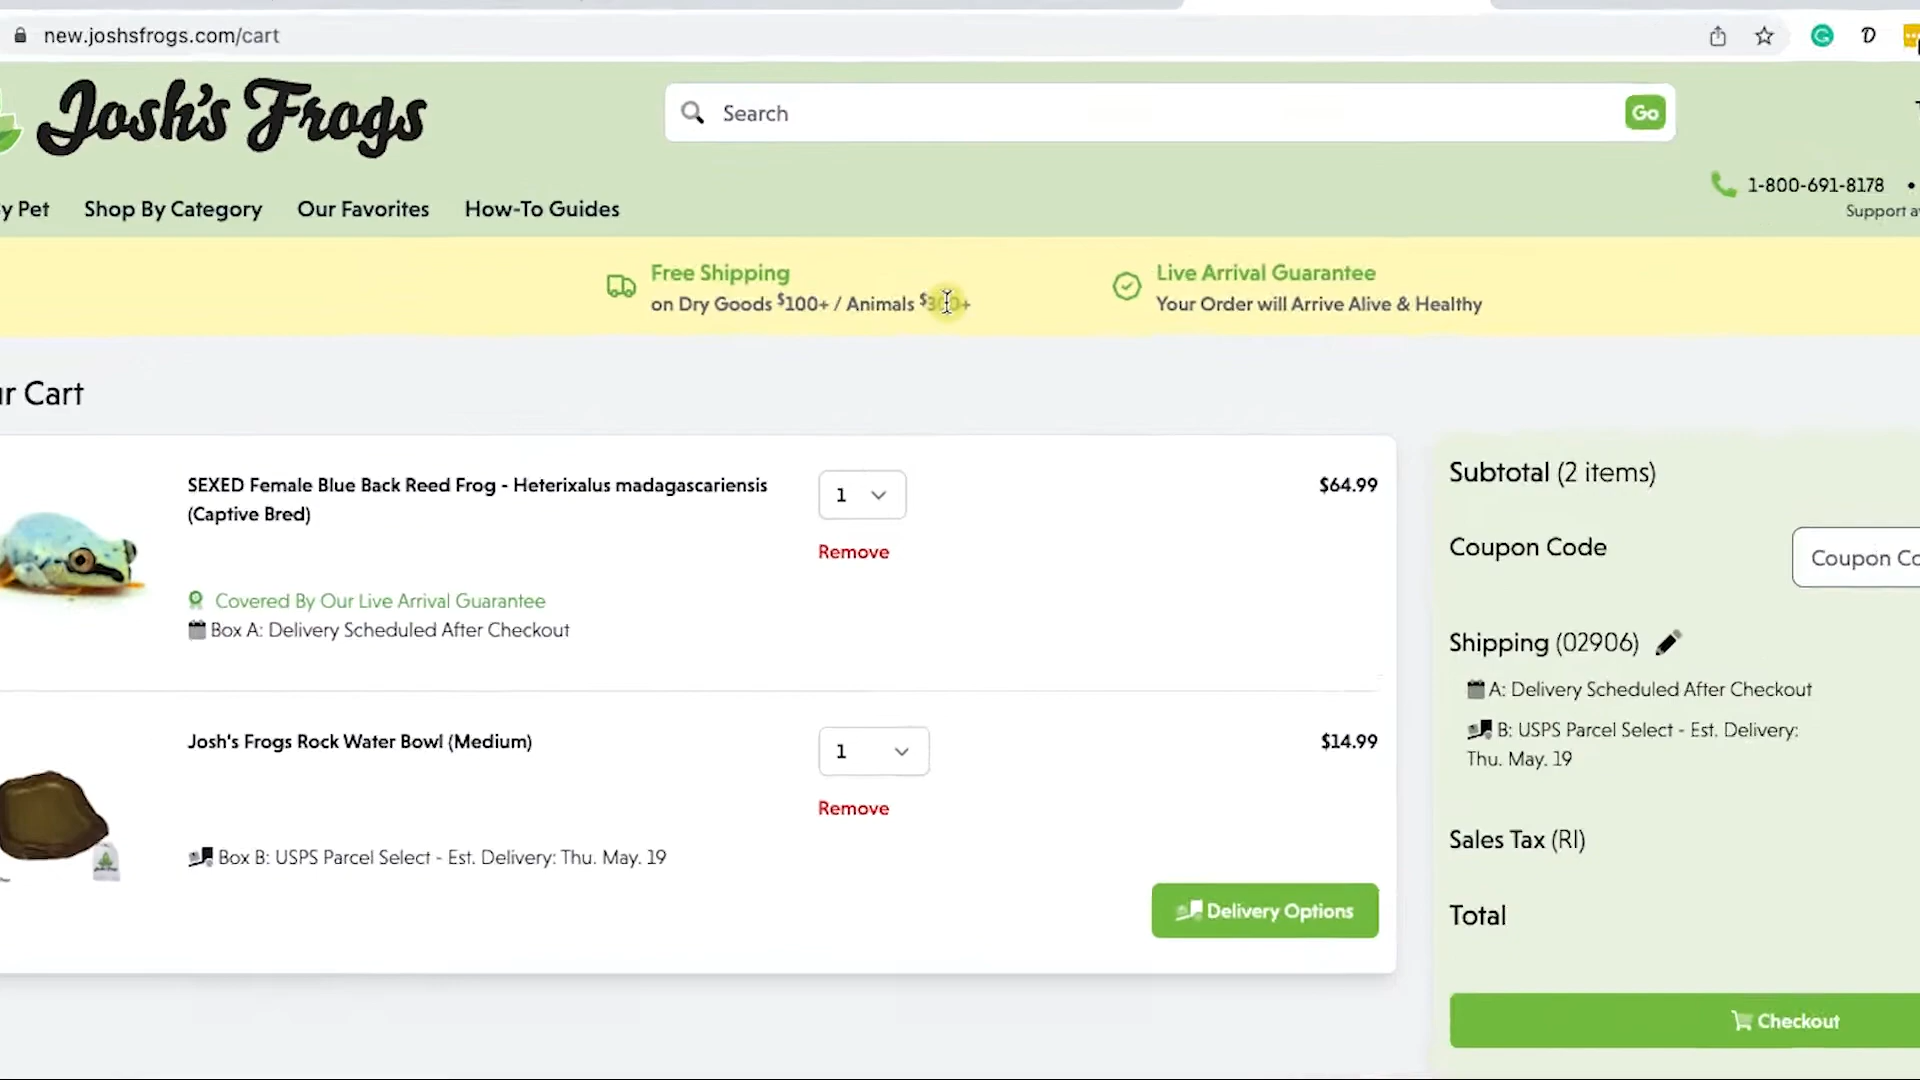 new.joshsfrogs.com/cart
Josh's Frogs
Search
Go
y Pet
Shop By Category
Our Favorites
How-To Guides
1-800-691-8178 •
Support
Free Shipping
on Dry Goods $100+ / Animals $300+
Live Arrival Guarantee
Your Order will Arrive Alive & Healthy
r Cart
SEXED Female Blue Back Reed Frog - Heterixalus madagascariensis
(Captive Bred)
1
$64.99
Remove
Covered By Our Live Arrival Guarantee
Box A: Delivery Scheduled After Checkout
Josh's Frogs Rock Water Bowl (Medium)
1
$14.99
Remove
Box B: USPS Parcel Select - Est. Delivery: Thu. May. 19
Delivery Options
Subtotal (2 items)
Coupon Code
Coupon Co
Shipping (02906)
A: Delivery Scheduled After Checkout
B: USPS Parcel Select - Est. Delivery:
Thu. May. 19
Sales Tax (RI)
Total
Checkout